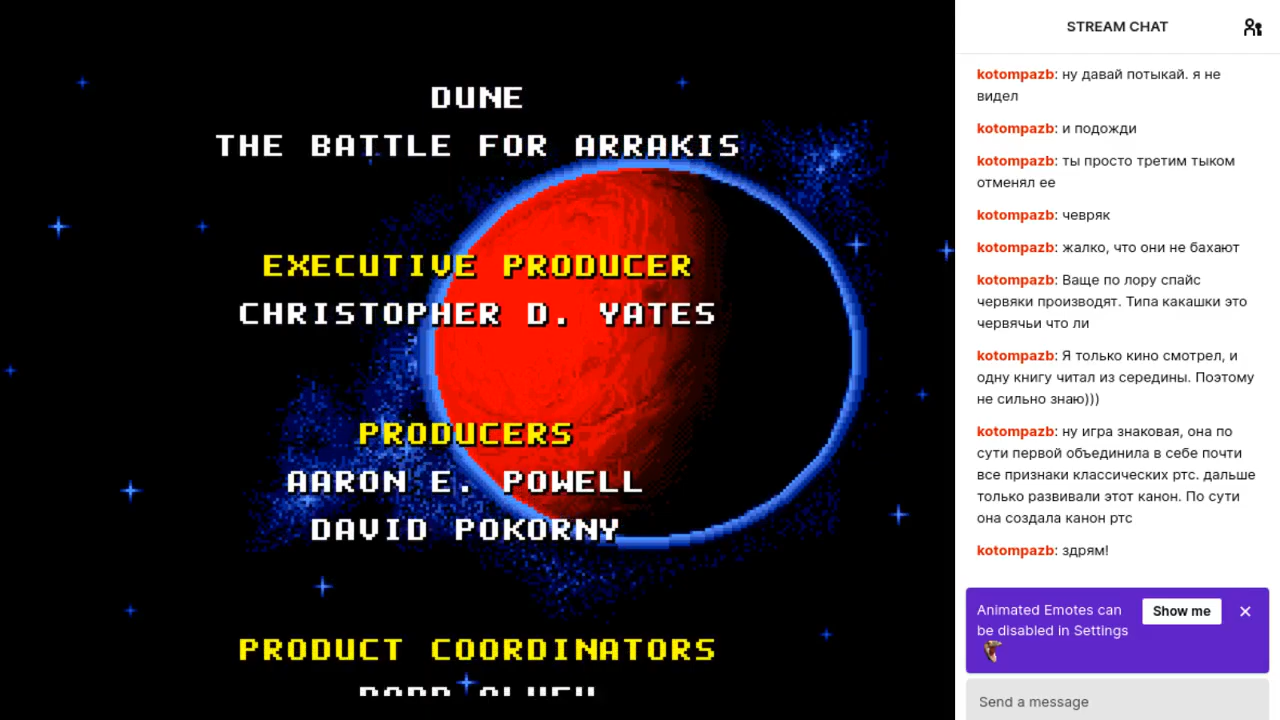 DUNE
THE BATTLE FOR ARRAKIS
EXECUTIVE PRODUCER
CHRISTOPHER D. YATES
PRODUCERS
AARON E. POWELL
DAVID POKORNY
PRODUCT COORDINATORS
STREAM CHAT
kotompazb: ну давай потыкай. я не
видел
kotompazb: и подожди
kotompazb: ты просто третим тыком
отменял ее
kotompazb: чевряк
kotompazb: жалко, что они не бахают
kotompazb: Ваще по лору спайс
червяки производят. Типа какашки это
червячьи что ли
kotompazb: Я только кино смотрел, и
одну книгу читал из середины. Поэтому
не сильно знаю)))
kotompazb: ну игра знаковая, она по
сути первой объединила в себе почти
все признаки классических ртс. дальше
только развивали этот канон. По сути
она создала канон ртс
kotompazb: здрям!
Animated Emotes can
be disabled in Settings
Show me
Send a message